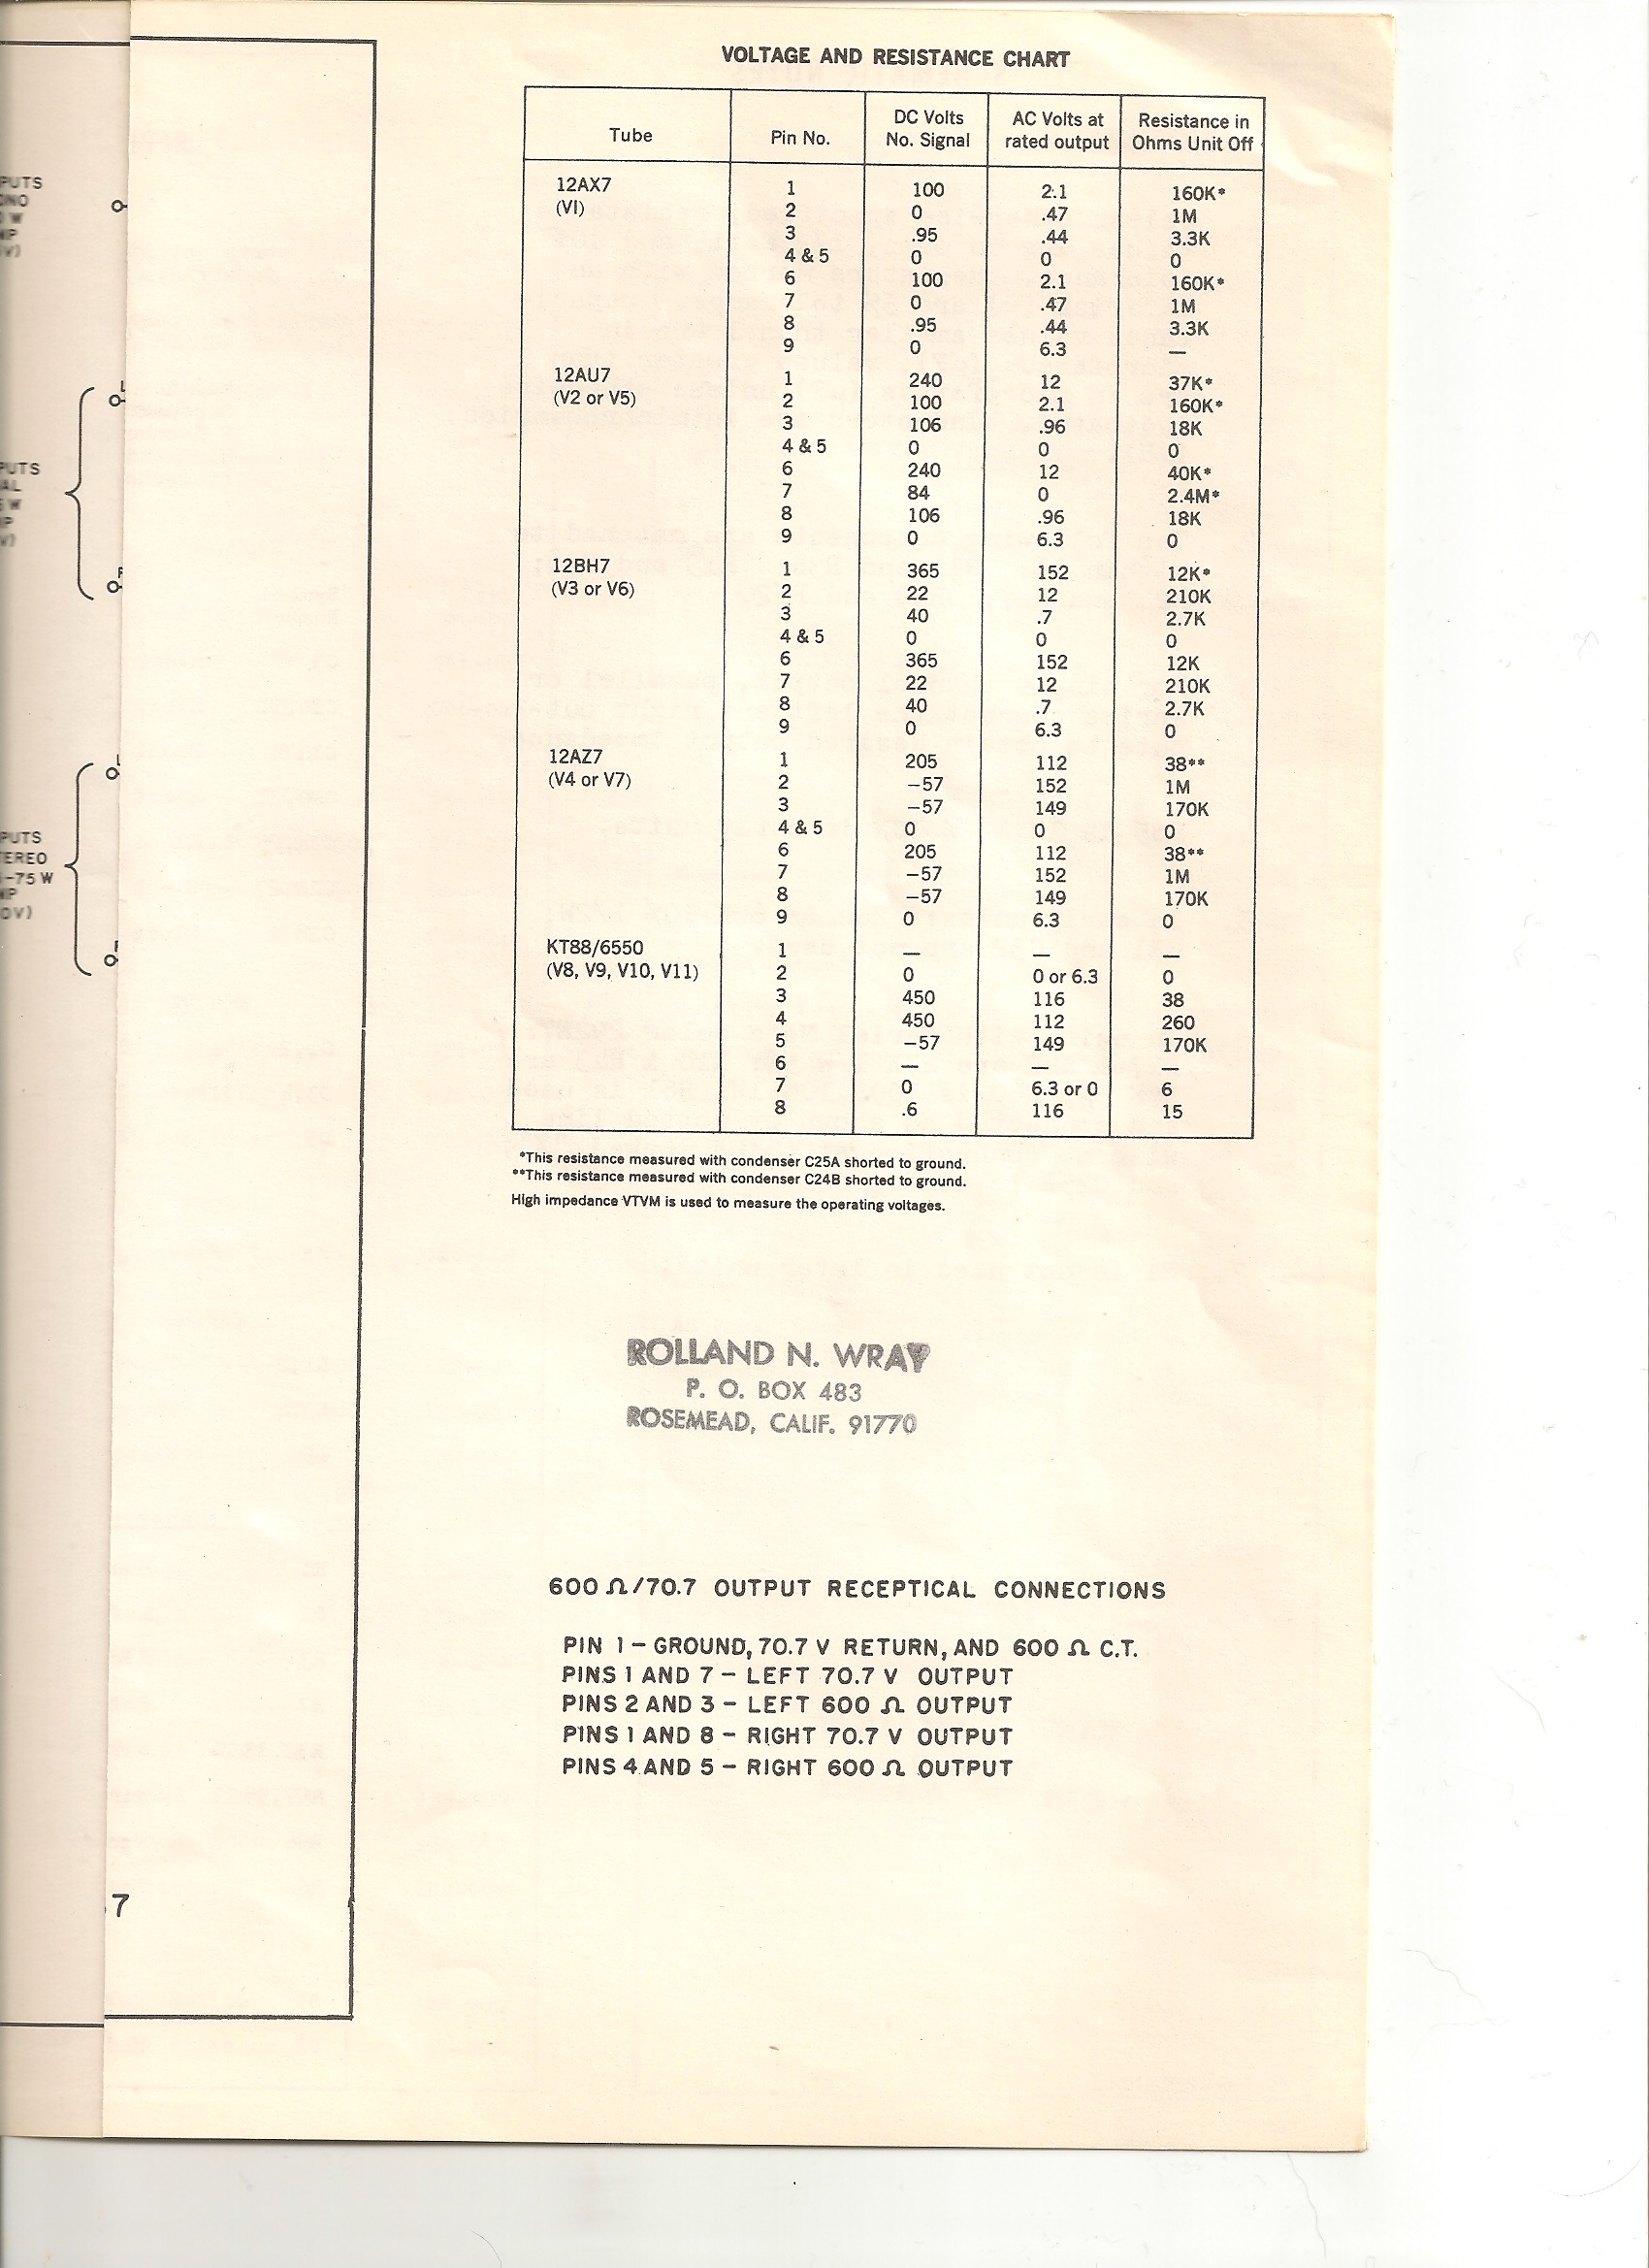 VOLTAGE AND RESISTANCE CHART
Tube Pin No. DC Volts No. Signal AC Volts at rated output Resistance in Ohms Unit Off
12AX7 1 100 2.1 160K*
(VI) 2 0 .47 1M
3 .95 .44 3.3K
4 & 5 0 0 0
6 100 2.1 160K*
7 0 .47 1M
8 .95 .44 3.3K
9 0 6.3 —
12AU7 1 240 12 37K*
(V2 or V5) 2 100 2.1 160K*
3 106 .96 18K
4 & 5 0 0 0
6 240 12 40K*
7 84 0 2.4M*
8 106 .96 18K
9 0 6.3 0
12BH7 1 365 152 12K*
(V3 or V6) 2 22 12 210K
3 40 .7 2.7K
4 & 5 0 0 0
6 365 152 12K
7 22 12 210K
8 40 .7 2.7K
9 0 6.3 0
12AZ7 1 205 112 38**
(V4 or V7) 2 −57 152 1M
3 −57 149 170K
4 & 5 0 0 0
6 205 112 38**
7 −57 152 1M
8 −57 149 170K
9 0 6.3 0
KT88/6550 1 — — —
(V8, V9, V10, V11) 2 0 0 or 6.3 0
3 450 116 38
4 450 112 260
5 −57 149 170K
6 — — —
7 0 6.3 or 0 6
8 .6 116 15
*This resistance measured with condenser C25A shorted to ground.
**This resistance measured with condenser C24B shorted to ground.
High impedance VTVM is used to measure the operating voltages.
ROLLAND N. WRAY
P. O. BOX 483
ROSEMEAD, CALIF. 91770
600 Ω/70.7 OUTPUT RECEPTICAL CONNECTIONS
PIN 1 – GROUND, 70.7 V RETURN, AND 600 Ω C.T.
PINS 1 AND 7 – LEFT 70.7 V OUTPUT
PINS 2 AND 3 – LEFT 600 Ω OUTPUT
PINS 1 AND 8 – RIGHT 70.7 V OUTPUT
PINS 4 AND 5 – RIGHT 600 Ω OUTPUT
7